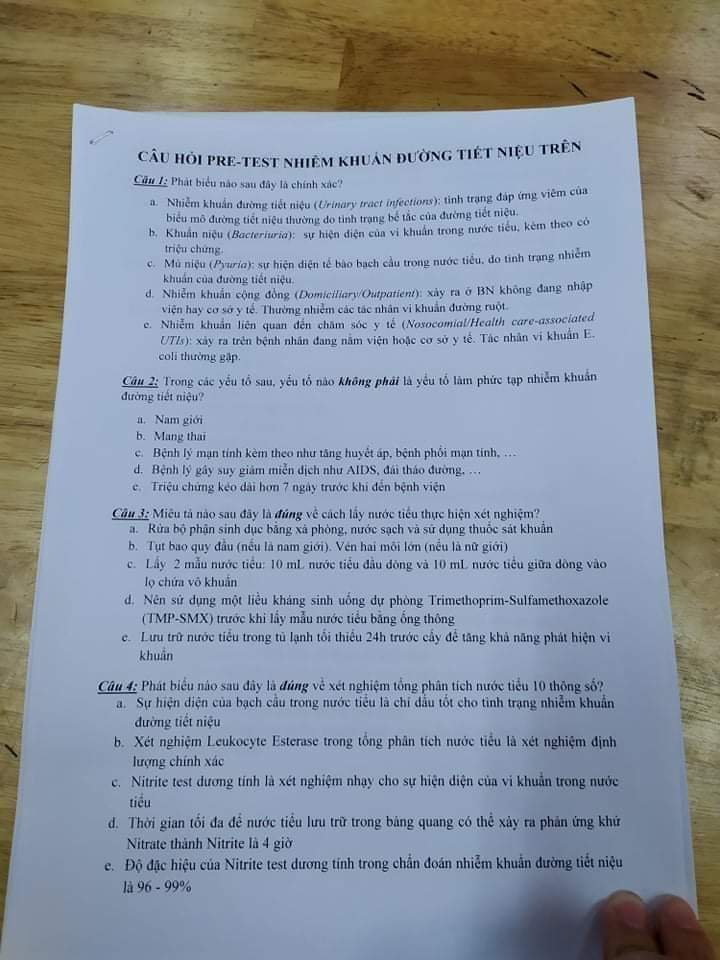 CÂU HỎI PRE-TEST NHIỄM KHUẨN ĐƯỜNG TIẾT NIỆU TRÊN
Câu 1: Phát biểu nào sau đây là chính xác?
a. Nhiễm khuẩn đường tiết niệu (Urinary tract infections): tình trạng đáp ứng viêm của
biểu mô đường tiết niệu thường do tình trạng bế tắc của đường tiết niệu.
b. Khuẩn niệu (Bacteriuria): sự hiện diện của vi khuẩn trong nước tiểu, kèm theo có
triệu chứng.
c. Mủ niệu (Pyuria): sự hiện diện tế bào bạch cầu trong nước tiểu, do tình trạng nhiễm
khuẩn của đường tiết niệu.
d. Nhiễm khuẩn cộng đồng (Domiciliary/Outpatient): xảy ra ở BN không đang nhập
viện hay cơ sở y tế. Thường nhiễm các tác nhân vi khuẩn đường ruột.
e. Nhiễm khuẩn liên quan đến chăm sóc y tế (Nosocomial/Health care-associated
UTIs): xảy ra trên bệnh nhân đang nằm viện hoặc cơ sở y tế. Tác nhân vi khuẩn E.
coli thường gặp.
Câu 2: Trong các yếu tố sau, yếu tố nào không phải là yếu tố làm phức tạp nhiễm khuẩn
đường tiết niệu?
a. Nam giới
b. Mang thai
c. Bệnh lý mạn tính kèm theo như tăng huyết áp, bệnh phổi mạn tính, …
d. Bệnh lý gây suy giảm miễn dịch như AIDS, đái tháo đường, …
e. Triệu chứng kéo dài hơn 7 ngày trước khi đến bệnh viện
Câu 3: Miêu tả nào sau đây là đúng về cách lấy nước tiểu thực hiện xét nghiệm?
a. Rửa bộ phận sinh dục bằng xà phòng, nước sạch và sử dụng thuốc sát khuẩn
b. Tụt bao quy đầu (nếu là nam giới). Vén hai môi lớn (nếu là nữ giới)
c. Lấy 2 mẫu nước tiểu: 10 mL nước tiểu đầu dòng và 10 mL nước tiểu giữa dòng vào
lọ chứa vô khuẩn
d. Nên sử dụng một liều kháng sinh uống dự phòng Trimethoprim-Sulfamethoxazole
(TMP-SMX) trước khi lấy mẫu nước tiểu bằng ống thông
e. Lưu trữ nước tiểu trong tủ lạnh tối thiểu 24h trước cấy để tăng khả năng phát hiện vi
khuẩn
Câu 4: Phát biểu nào sau đây là đúng về xét nghiệm tổng phân tích nước tiểu 10 thông số?
a. Sự hiện diện của bạch cầu trong nước tiểu là chỉ dấu tốt cho tình trạng nhiễm khuẩn
đường tiết niệu
b. Xét nghiệm Leukocyte Esterase trong tổng phân tích nước tiểu là xét nghiệm định
lượng chính xác
c. Nitrite test dương tính là xét nghiệm nhạy cho sự hiện diện của vi khuẩn trong nước
tiểu
d. Thời gian tối đa để nước tiểu lưu trữ trong bàng quang có thể xảy ra phản ứng khử
Nitrate thành Nitrite là 4 giờ
e. Độ đặc hiệu của Nitrite test dương tính trong chẩn đoán nhiễm khuẩn đường tiết niệu
là 96 - 99%